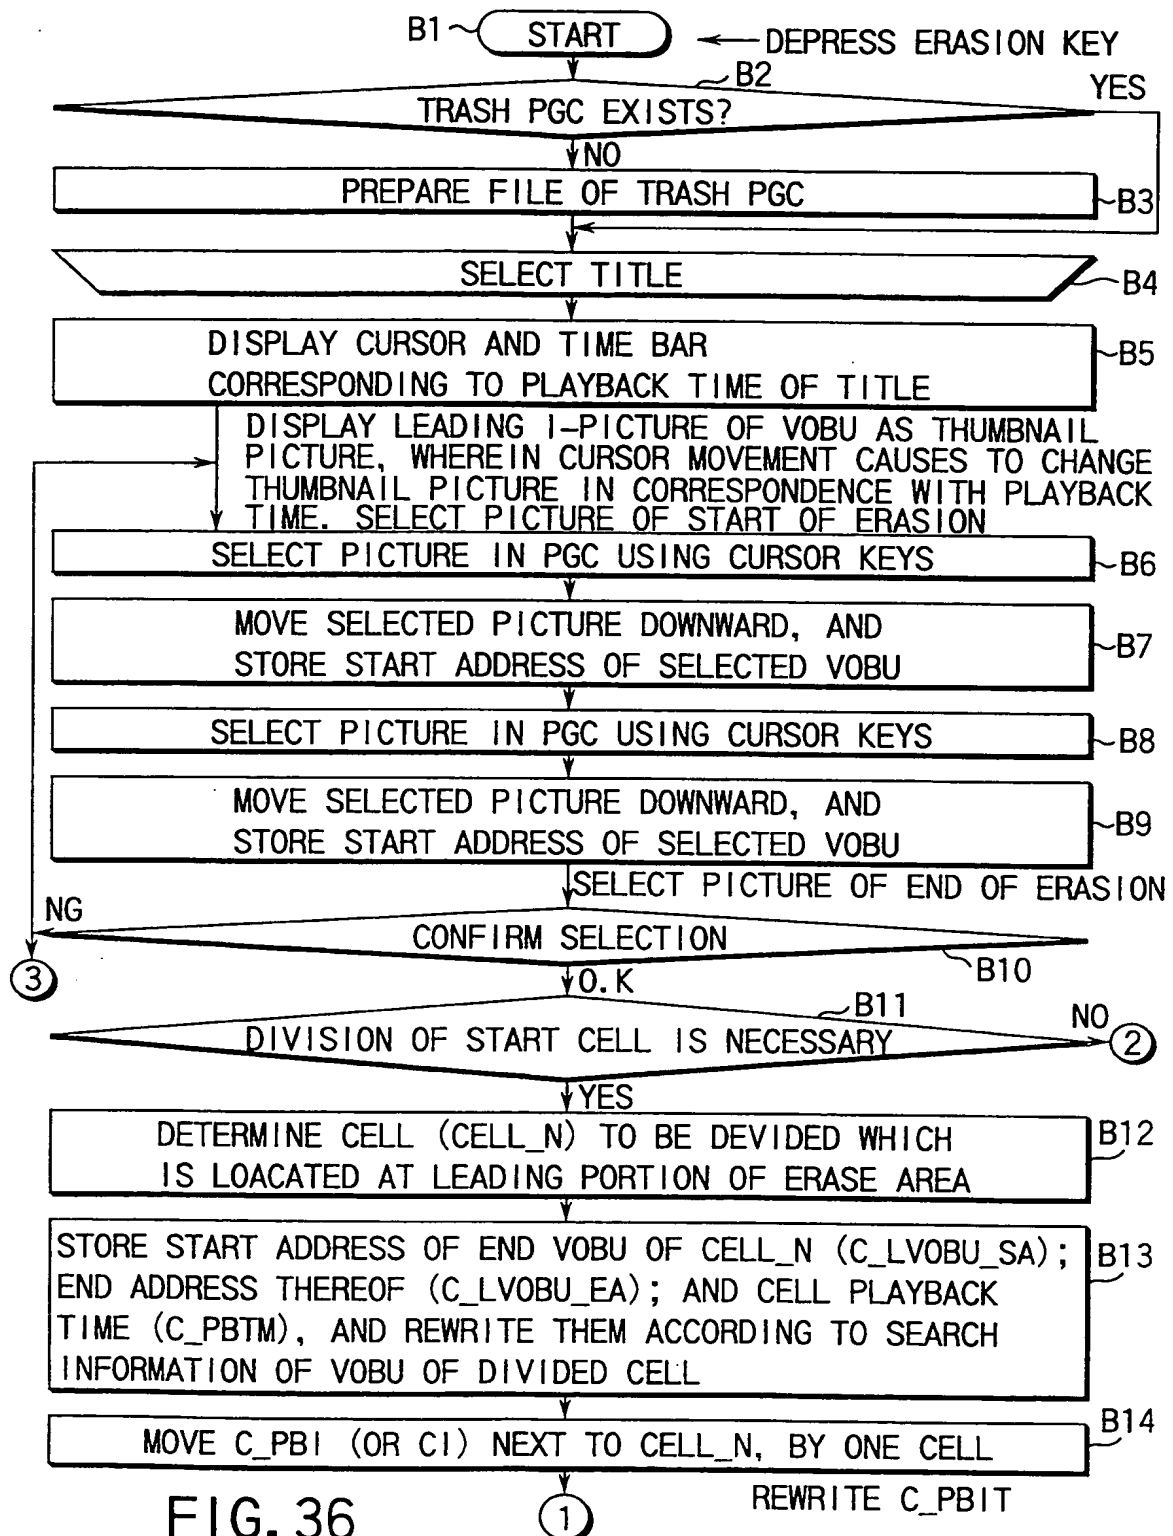 B1
START
DEPRESS ERASION KEY
B2
YES
TRASH PGC EXISTS?
NO
PREPARE FILE OF TRASH PGC
B3
SELECT TITLE
B4
DISPLAY CURSOR AND TIME BAR
CORRESPONDING TO PLAYBACK TIME OF TITLE
B5
DISPLAY LEADING I-PICTURE OF VOBU AS THUMBNAIL
PICTURE, WHEREIN CURSOR MOVEMENT CAUSES TO CHANGE
THUMBNAIL PICTURE IN CORRESPONDENCE WITH PLAYBACK
TIME. SELECT PICTURE OF START OF ERASION
SELECT PICTURE IN PGC USING CURSOR KEYS
B6
MOVE SELECTED PICTURE DOWNWARD, AND
STORE START ADDRESS OF SELECTED VOBU
B7
SELECT PICTURE IN PGC USING CURSOR KEYS
B8
MOVE SELECTED PICTURE DOWNWARD, AND
STORE START ADDRESS OF SELECTED VOBU
B9
SELECT PICTURE OF END OF ERASION
NG
CONFIRM SELECTION
B10
3
O.K
B11
NO
DIVISION OF START CELL IS NECESSARY
2
YES
DETERMINE CELL (CELL_N) TO BE DEVIDED WHICH
IS LOACATED AT LEADING PORTION OF ERASE AREA
B12
STORE START ADDRESS OF END VOBU OF CELL_N (C_LVOBU_SA);
END ADDRESS THEREOF (C_LVOBU_EA); AND CELL PLAYBACK
TIME (C_PBTM), AND REWRITE THEM ACCORDING TO SEARCH
INFORMATION OF VOBU OF DIVIDED CELL
B13
MOVE C_PBI (OR CI) NEXT TO CELL_N, BY ONE CELL
B14
REWRITE C_PBIT
1
FIG. 36